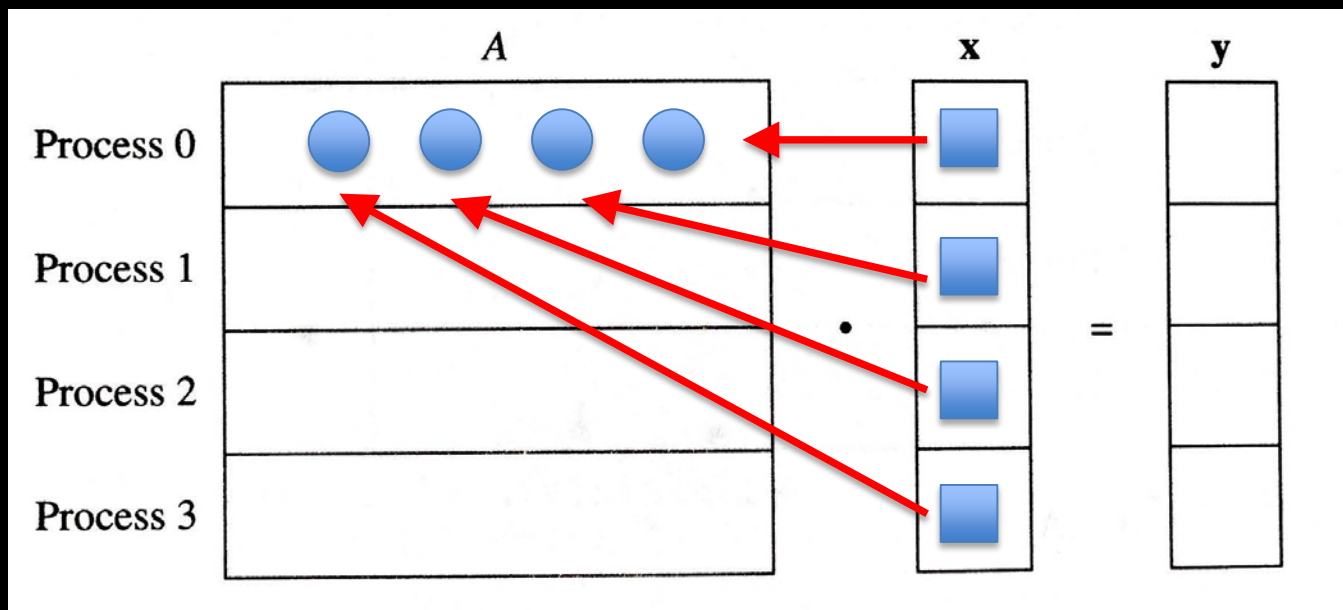 A x y
Process 0
Process 1
Process 2
• =
Process 3